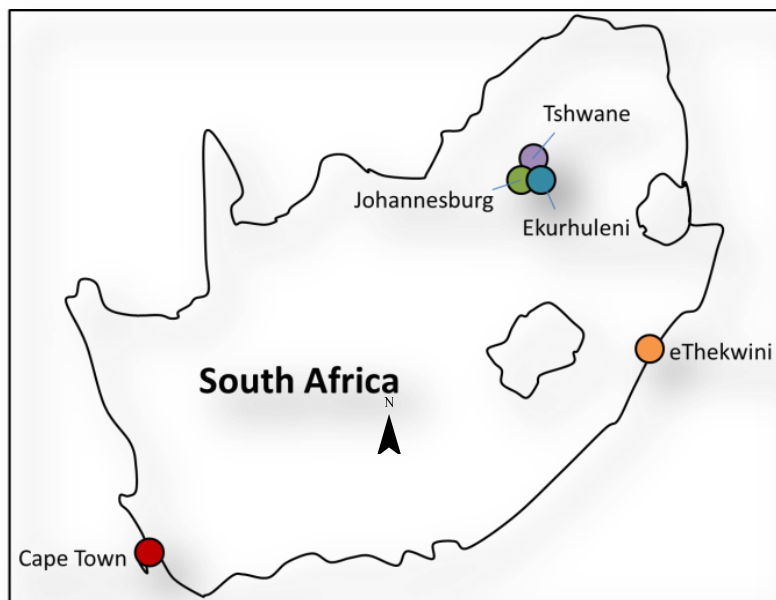 Tshwane
Johannesburg
Ekurhuleni
eThekwini
South Africa
N
Cape Town